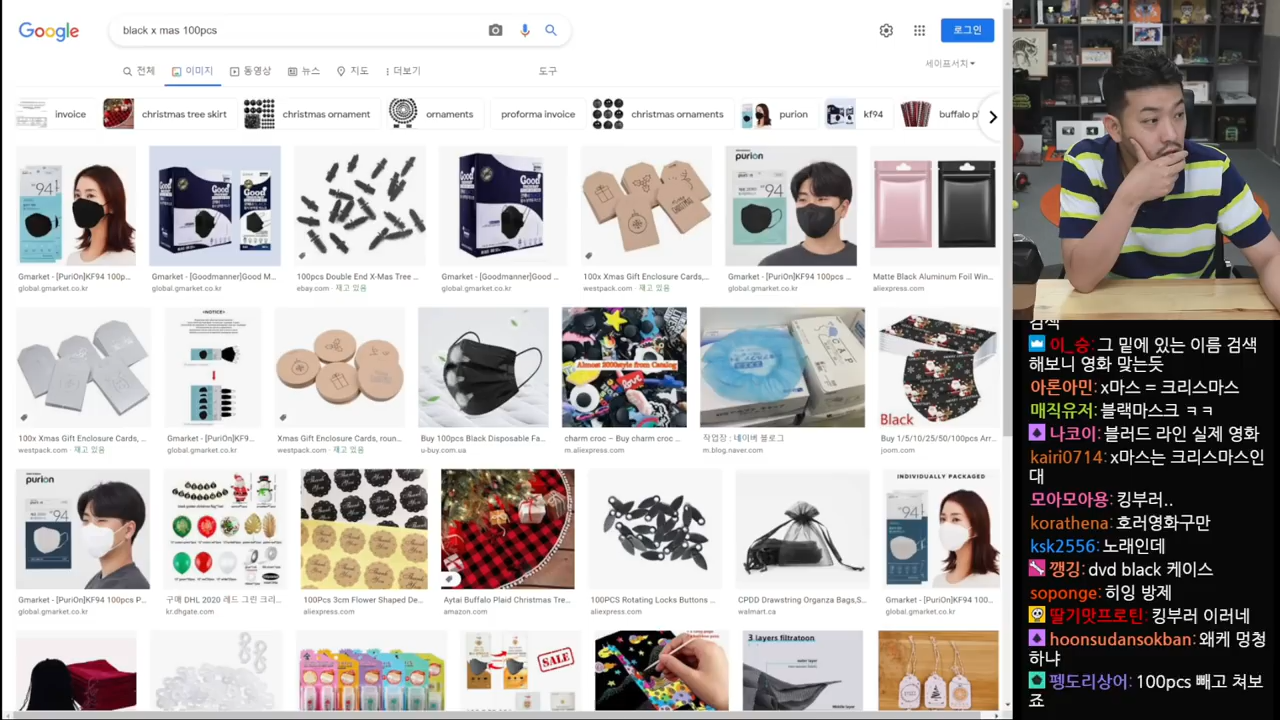 Google
black x mas 100pcs
로그인
전체
이미지
동영상
뉴스
지도
더보기
도구
세이프서치
invoice
christmas tree skirt
christmas ornament
ornaments
proforma invoice
christmas ornaments
purion
kf94
buffalo p
Gmarket - [PuriOn]KF94 100p...
global.gmarket.co.kr
Gmarket - [Goodmanner]Good M...
global.gmarket.co.kr
100pcs Double End X-Mas Tree ...
ebay.com · 재고 있음
Gmarket - [Goodmanner]Good ...
global.gmarket.co.kr
100x Xmas Gift Enclosure Cards,...
westpack.com · 재고 있음
purion
Gmarket - [PuriOn]KF94 100pcs ...
global.gmarket.co.kr
Matte Black Aluminum Foil Win...
aliexpress.com
100x Xmas Gift Enclosure Cards, ...
westpack.com · 재고 있음
<NOTICE>
Gmarket - [PuriOn]KF9...
global.gmarket.co.kr
Xmas Gift Enclosure Cards, roun...
westpack.com · 재고 있음
Buy 100pcs Black Disposable Fa...
u-buy.com.ua
Almost 2000style from Catalog
charm croc – Buy charm croc ...
m.aliexpress.com
작업장 : 네이버 블로그
m.blog.naver.com
Black
Buy 1/5/10/25/50/100pcs Arr...
joom.com
purion
Gmarket - [PuriOn]KF94 100pcs P...
global.gmarket.co.kr
구매 DHL 2020 레드 그린 크리...
kr.dhgate.com
100Pcs 3cm Flower Shaped De...
aliexpress.com
Aytai Buffalo Plaid Christmas Tre...
amazon.com
100PCS Rotating Locks Buttons ...
aliexpress.com
CPDD Drawstring Organza Bags,S...
walmart.ca
INDIVIDUALLY PACKAGED
Gmarket - [PuriOn]KF94 100...
global.gmarket.co.kr
SALE
3 layers filtratoon
검색
이_승: 그 밑에 있는 이름 검색
해보니 영화 맞는듯
아론아민: x마스 = 크리스마스
매직유저: 블랙마스크 ㅋㅋ
나코이: 블러드 라인 실제 영화
kairi0714: x마스는 크리스마스인
대
모아모아용: 킹부러..
korathena: 호러영화구만
ksk2556: 노래인데
깽깅: dvd black 케이스
soponge: 히잉 방제
딸기맛프로틴: 킹부러 이러네
hoonsudansokban: 왜케 멍청
하냐
펭도리상어: 100pcs 빼고 쳐보
죠